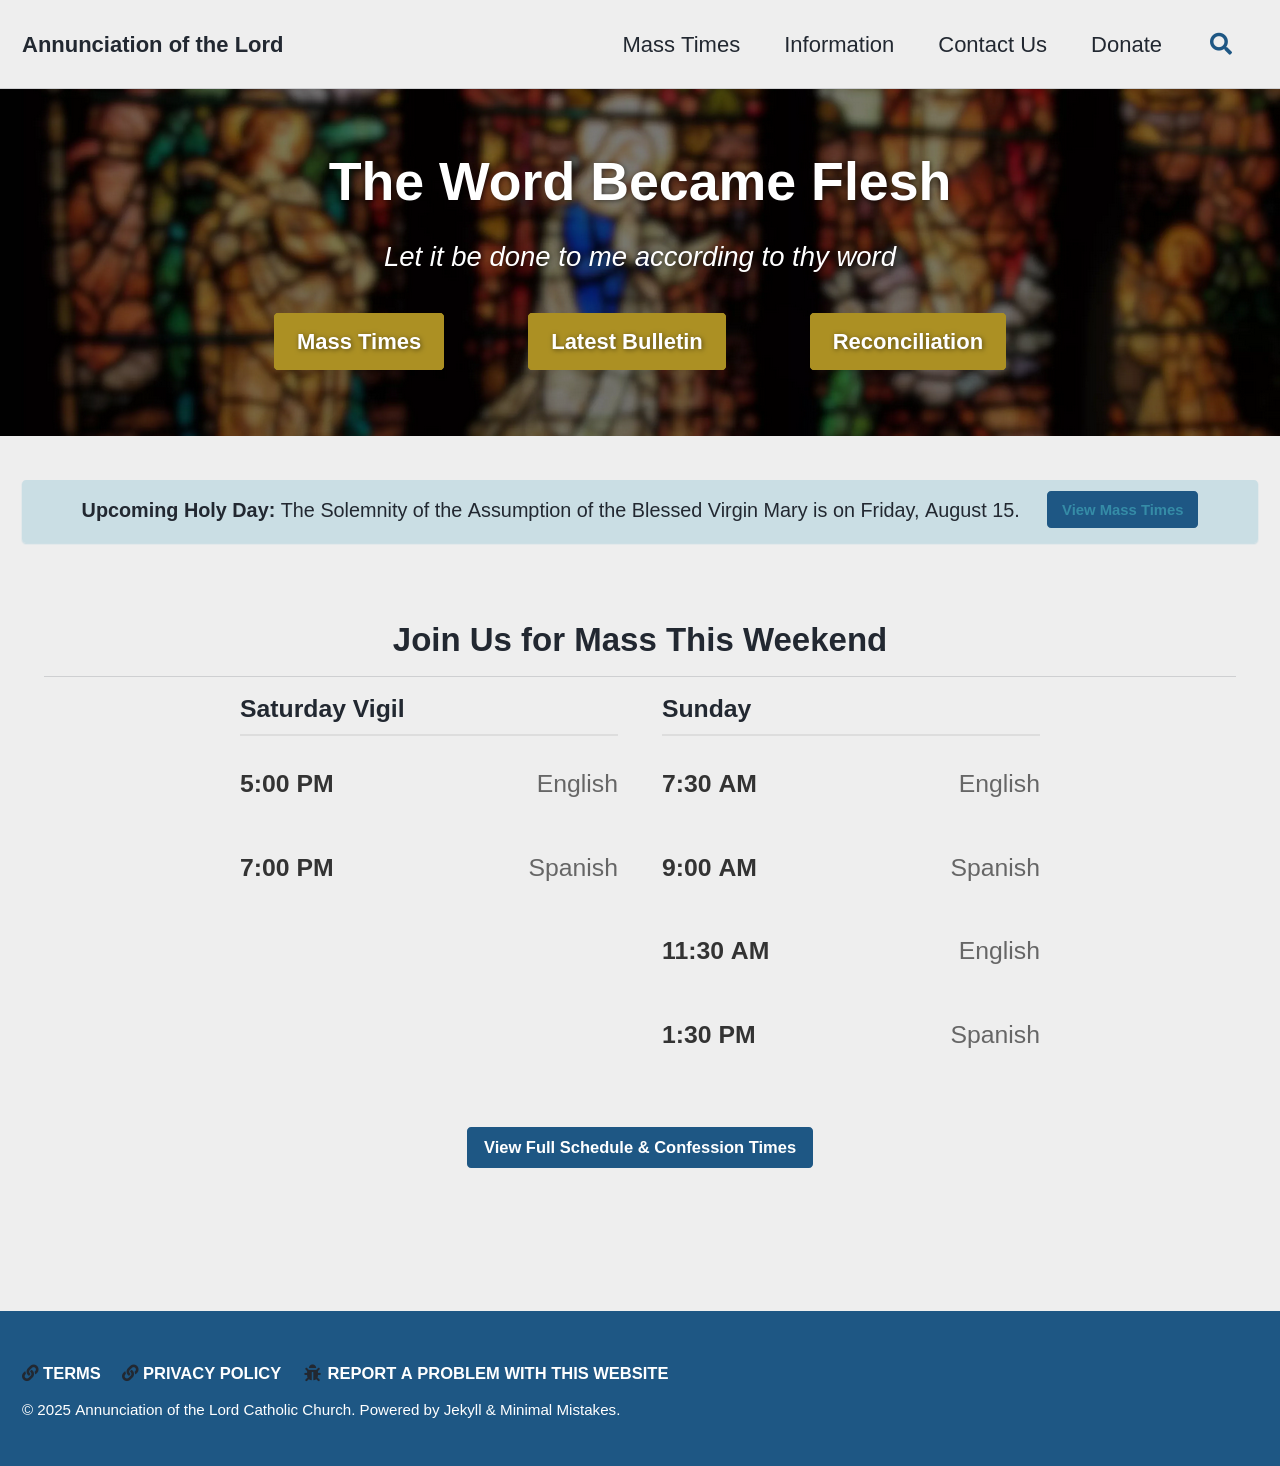 Annunciation of the Lord
Mass Times
Information
Contact Us
Donate
The Word Became Flesh
Let it be done to me according to thy word
Mass Times
Latest Bulletin
Reconciliation
Upcoming Holy Day: The Solemnity of the Assumption of the Blessed Virgin Mary is on Friday, August 15.
View Mass Times
Join Us for Mass This Weekend
Saturday Vigil
5:00 PM English
7:00 PM Spanish
Sunday
7:30 AM English
9:00 AM Spanish
11:30 AM English
1:30 PM Spanish
View Full Schedule & Confession Times
TERMS
PRIVACY POLICY
REPORT A PROBLEM WITH THIS WEBSITE
© 2025 Annunciation of the Lord Catholic Church. Powered by Jekyll & Minimal Mistakes.